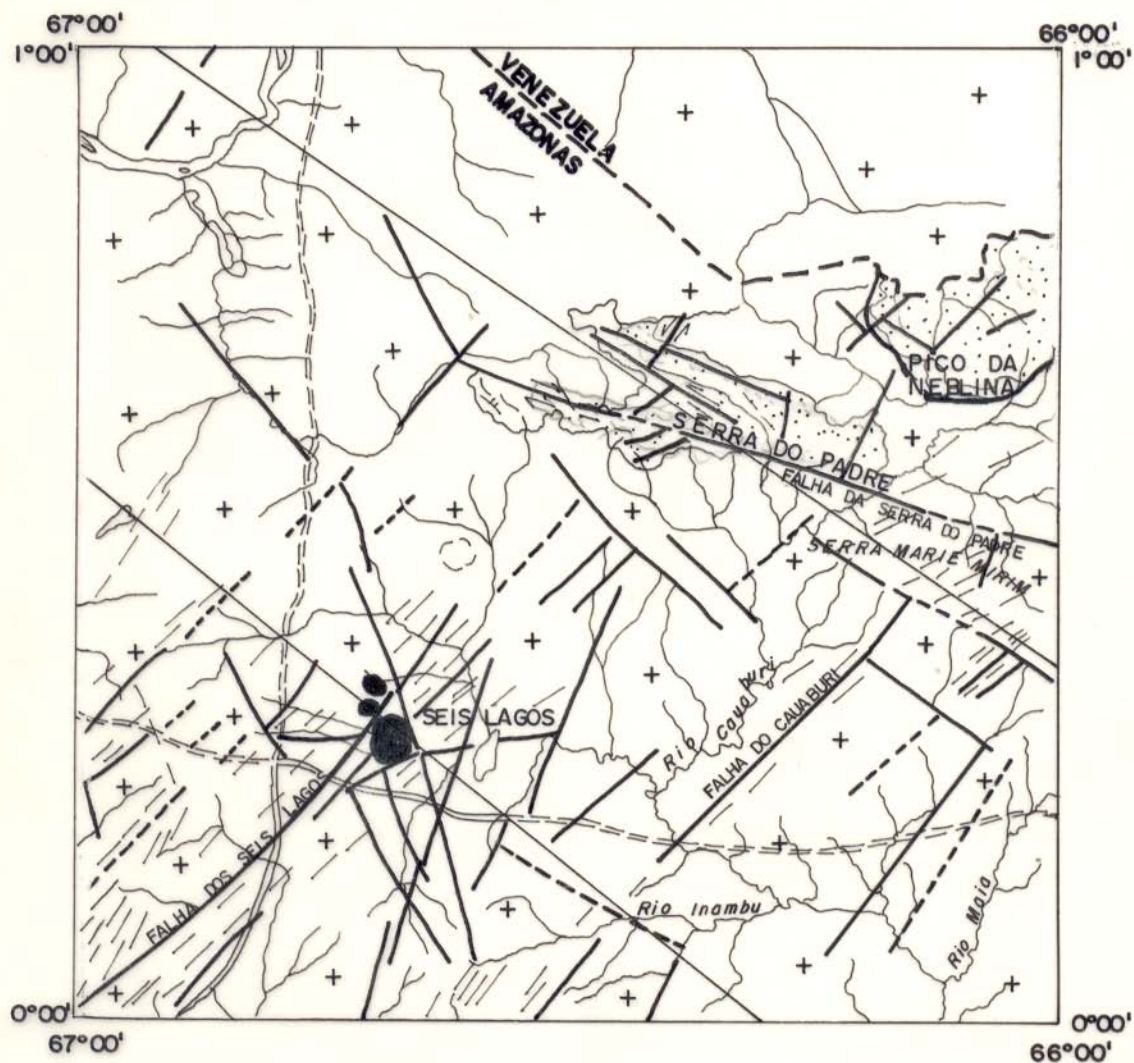 67°00'
66°00'
1°00'
1°00'
VENEZUELA
AMAZONAS
PICO DA
NEBLINA
SERRA DO PADRE
FALHA DA SERRA DO PADRE
SERRA MARIE MIRIM
Rio Cauaburi
FALHA DO CAUABURI
SEIS LAGOS
FALHA DOS SEIS LAGOS
Rio Inambu
Rio Maia
0°00'
0°00'
67°00'
66°00'